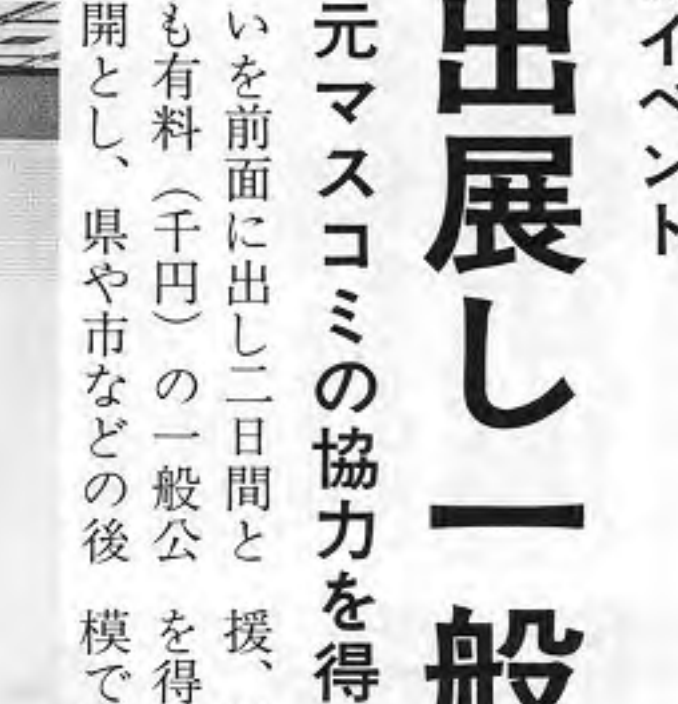 イベント
出展し一般
元マスコミの協力を得
いを前面に出し二日間と
も有料（千円）の一般公
開とし、県や市などの後
援、
を得
模で